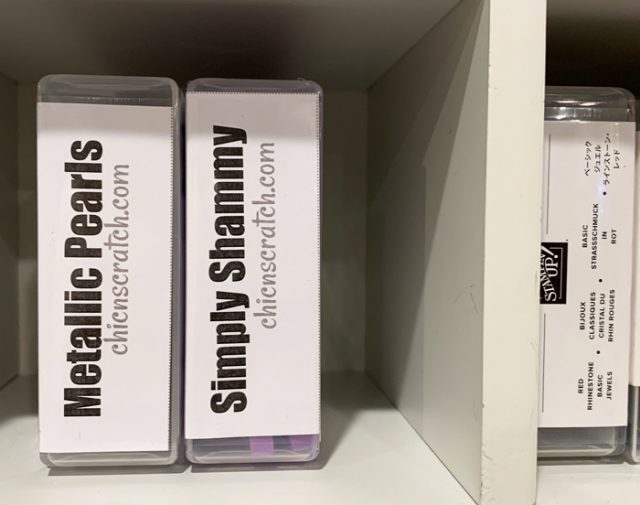 Metallic Pearls
chicnscratch.com
Simply Shammy
chicnscratch.com
STAMPIN' UP!
RED
RHINESTONE
BASIC
JEWELS
•
BIJOUX
CLASSIQUES
CRISTAL DU
RHIN ROUGES
•
BASIC
STRASSSCHMUCK
IN
ROT
•
ベーシック
ジュエル
ラインストーン・
レッド